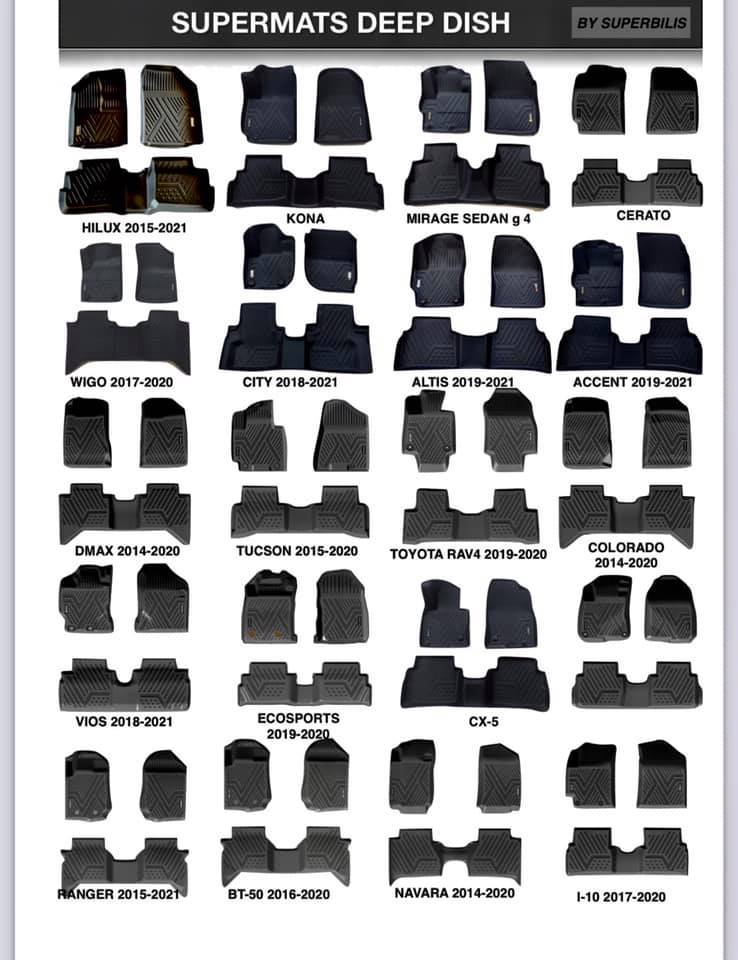 SUPERMATS DEEP DISH
BY SUPERBILIS
HILUX 2015-2021
KONA
MIRAGE SEDAN g 4
CERATO
WIGO 2017-2020
CITY 2018-2021
ALTIS 2019-2021
ACCENT 2019-2021
DMAX 2014-2020
TUCSON 2015-2020
TOYOTA RAV4 2019-2020
COLORADO
2014-2020
VIOS 2018-2021
ECOSPORTS
2019-2020
CX-5
RANGER 2015-2021
BT-50 2016-2020
NAVARA 2014-2020
I-10 2017-2020